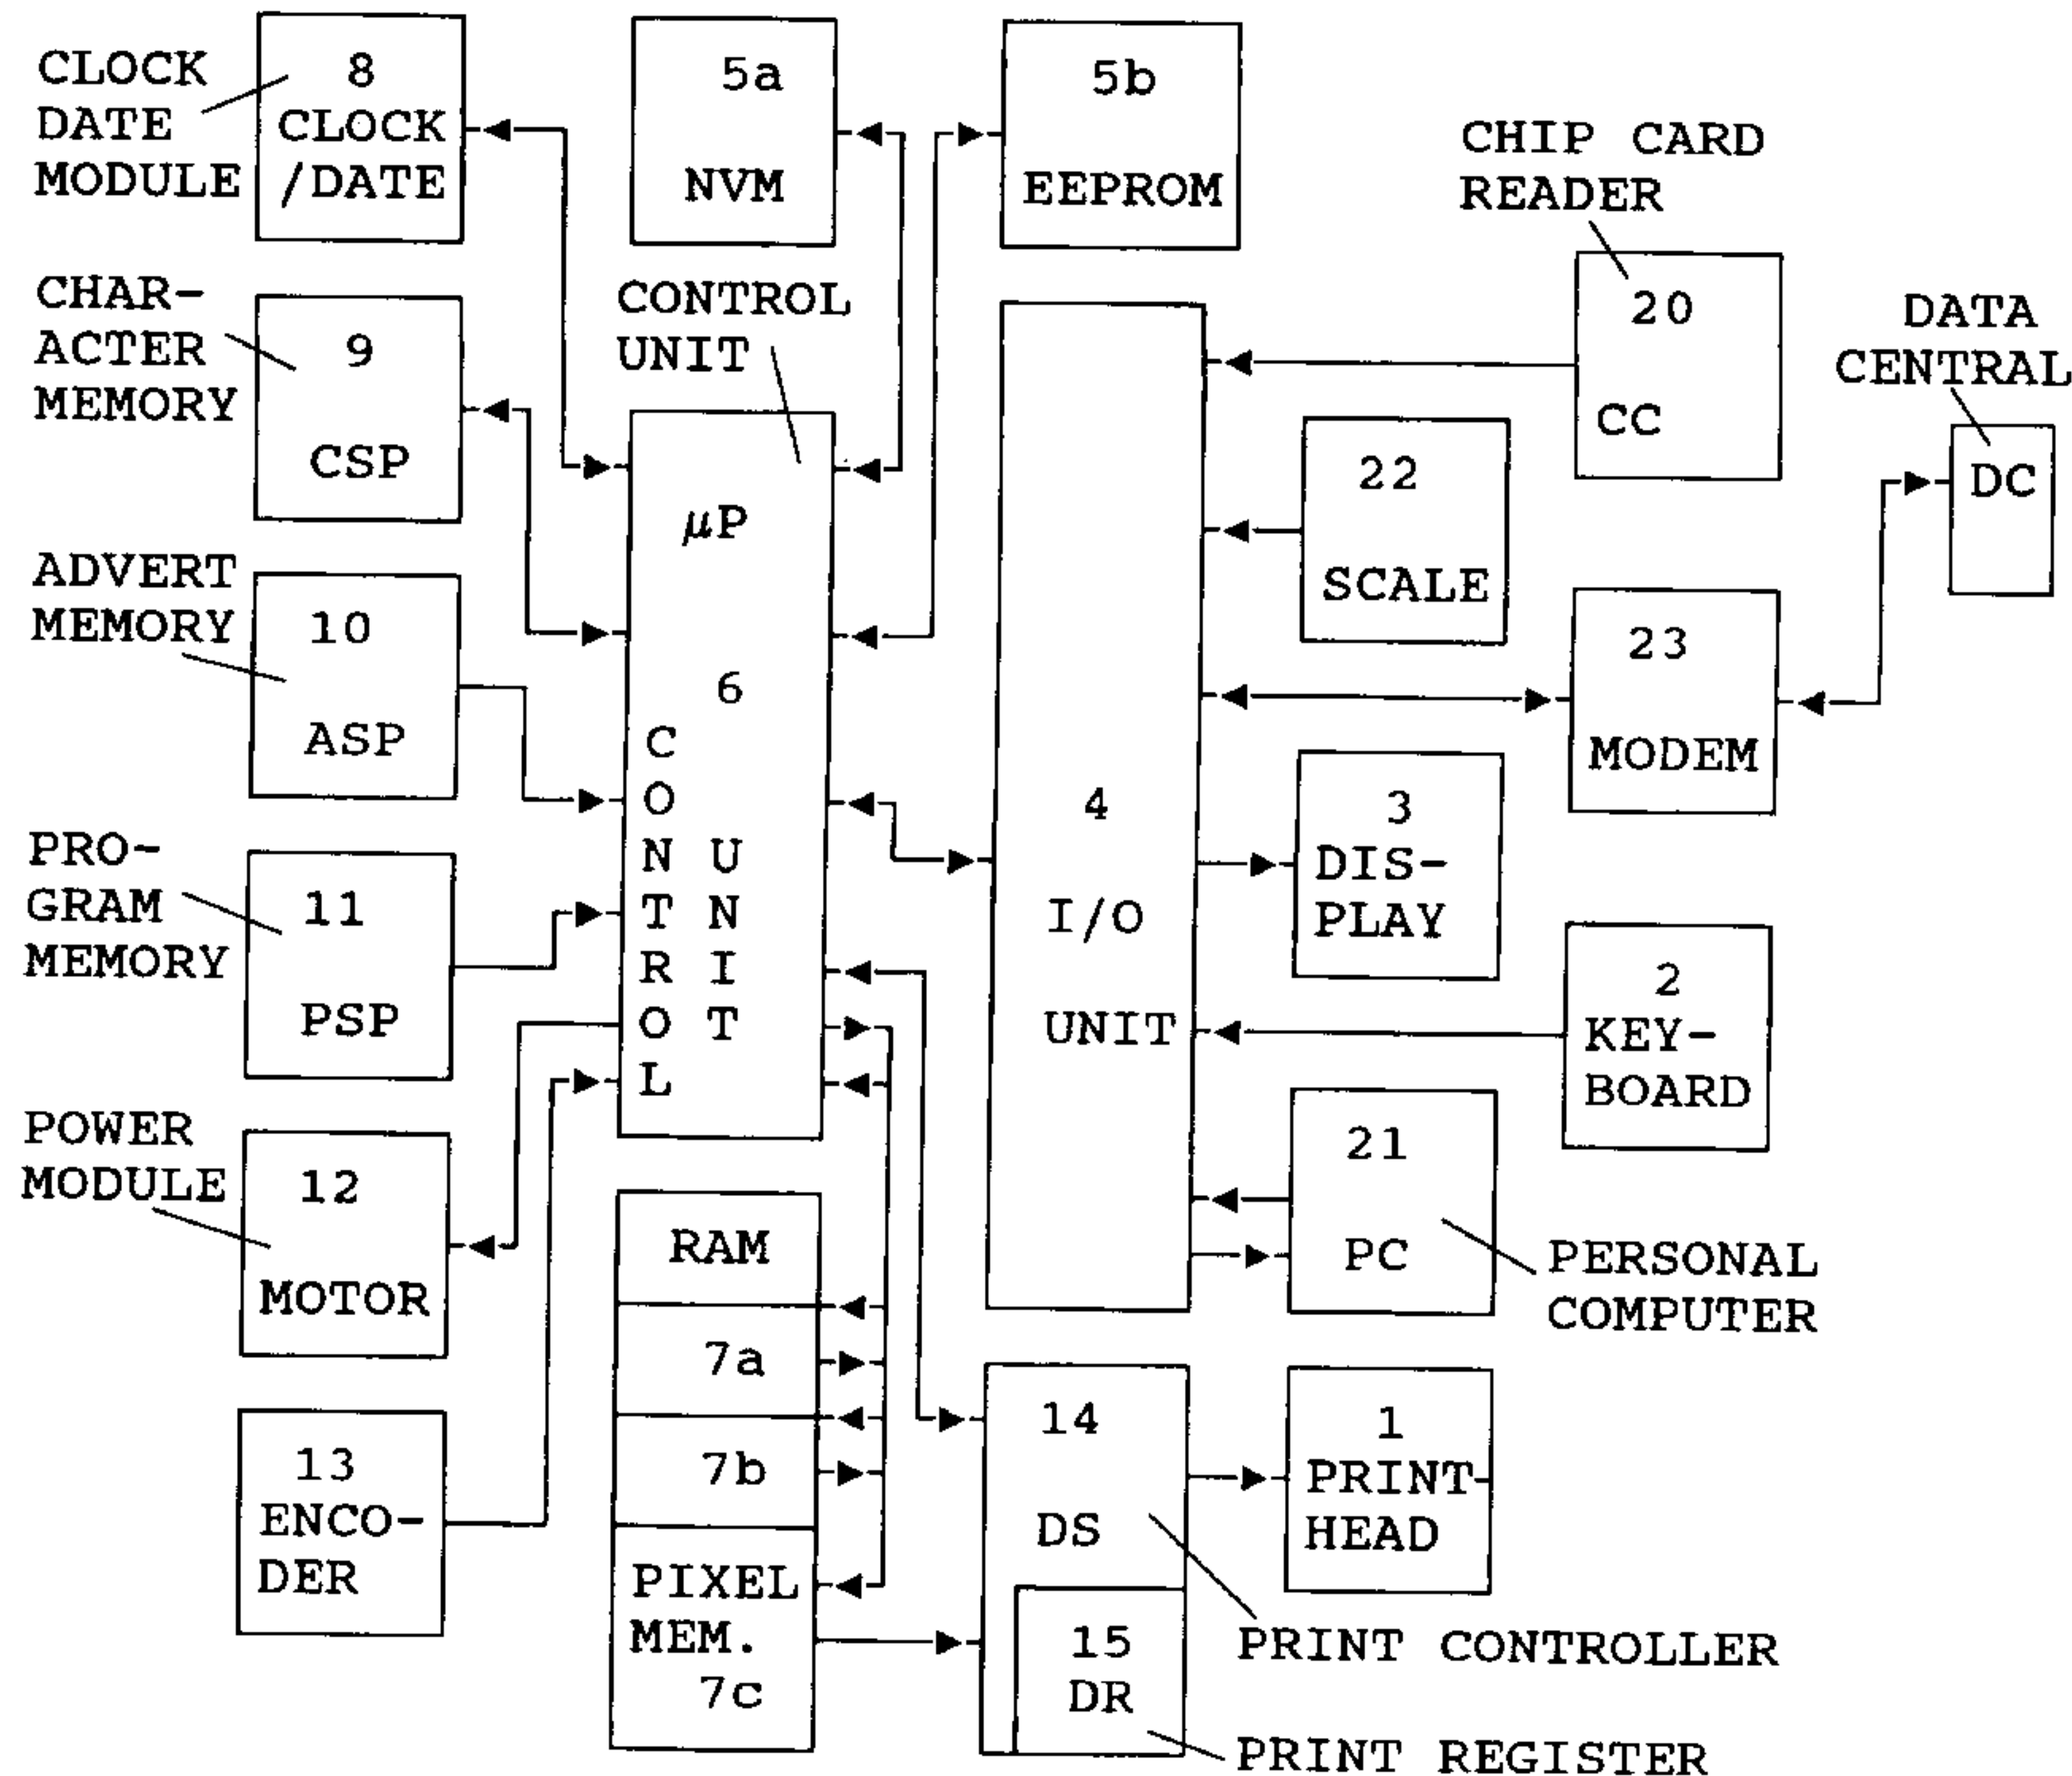 CLOCK
DATE
MODULE
8
CLOCK
/DATE
5a
NVM
5b
EEPROM
CHIP CARD
READER
20
CC
DATA
CENTRAL
DC
CHAR-
ACTER
MEMORY
9
CSP
CONTROL
UNIT
μP
6
CONTROL
UNIT
4
I/O
UNIT
22
SCALE
23
MODEM
ADVERT
MEMORY
10
ASP
3
DIS-
PLAY
PRO-
GRAM
MEMORY
11
PSP
2
KEY-
BOARD
POWER
MODULE
12
MOTOR
21
PC
PERSONAL
COMPUTER
RAM
7a
7b
PIXEL
MEM.
7c
13
ENCO-
DER
14
DS
15
DR
1
PRINT-
HEAD
PRINT CONTROLLER
PRINT REGISTER